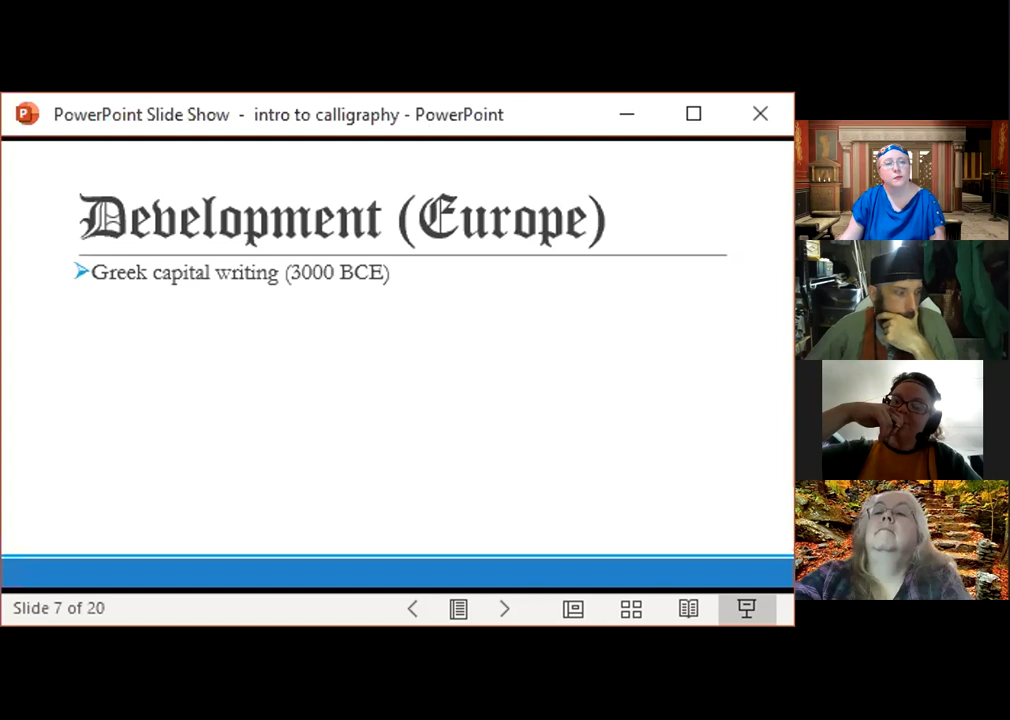 PowerPoint Slide Show - intro to calligraphy - PowerPoint
Development (Europe)
Greek capital writing (3000 BCE)
Slide 7 of 20